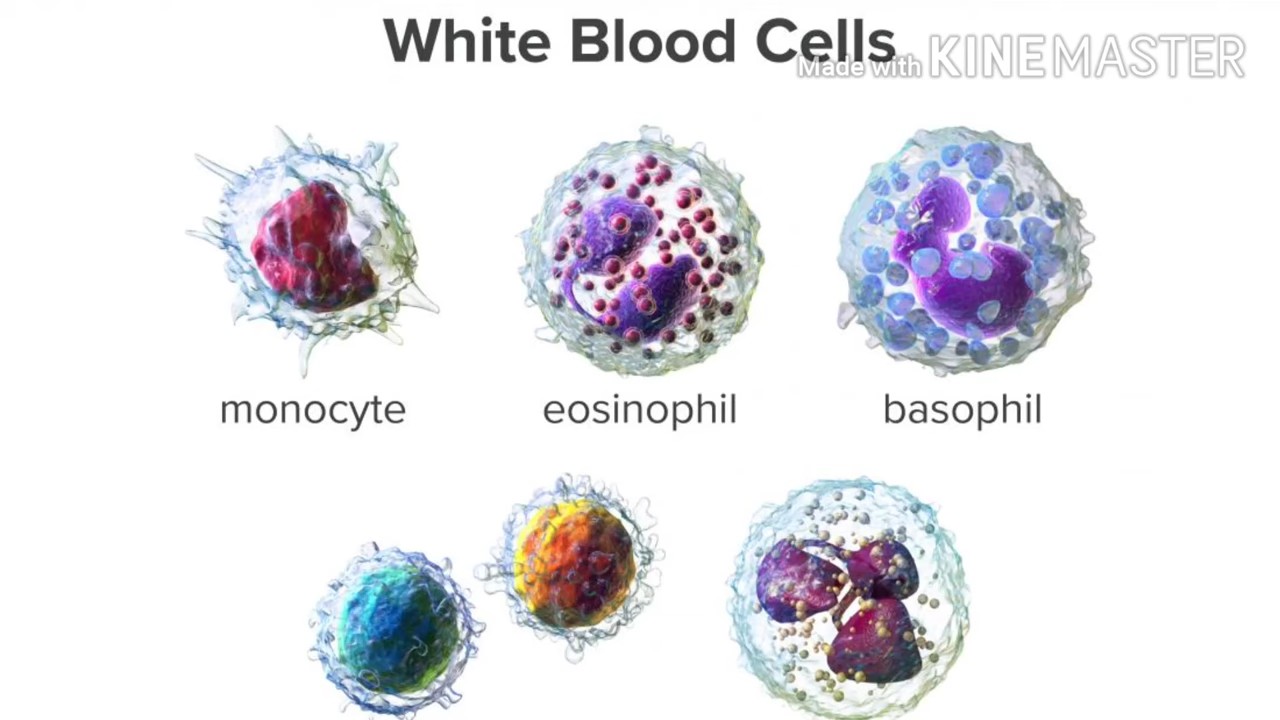 White Blood Cells
Made with KINEMASTER
monocyte
eosinophil
basophil